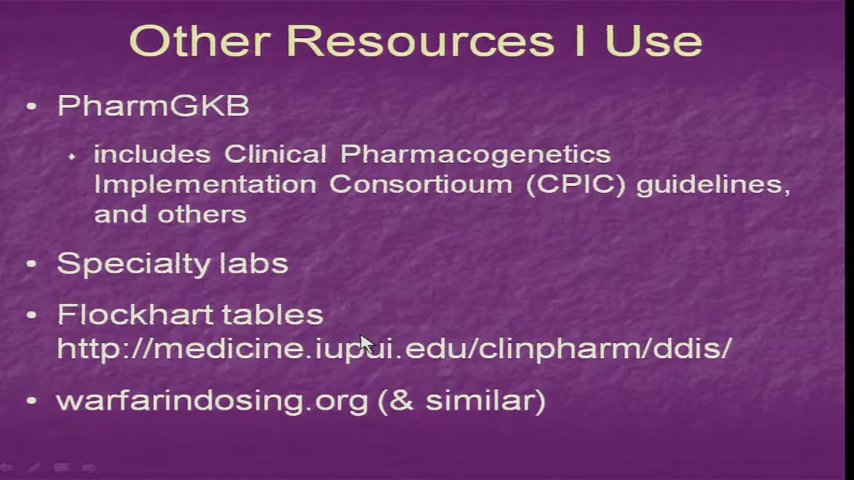 Other Resources I Use
• PharmGKB
includes Clinical Pharmacogenetics
Implementation Consortioum (CPIC) guidelines,
and others
• Specialty labs
• Flockhart tables
http://medicine.iupui.edu/clinpharm/ddis/
• warfarindosing.org (& similar)